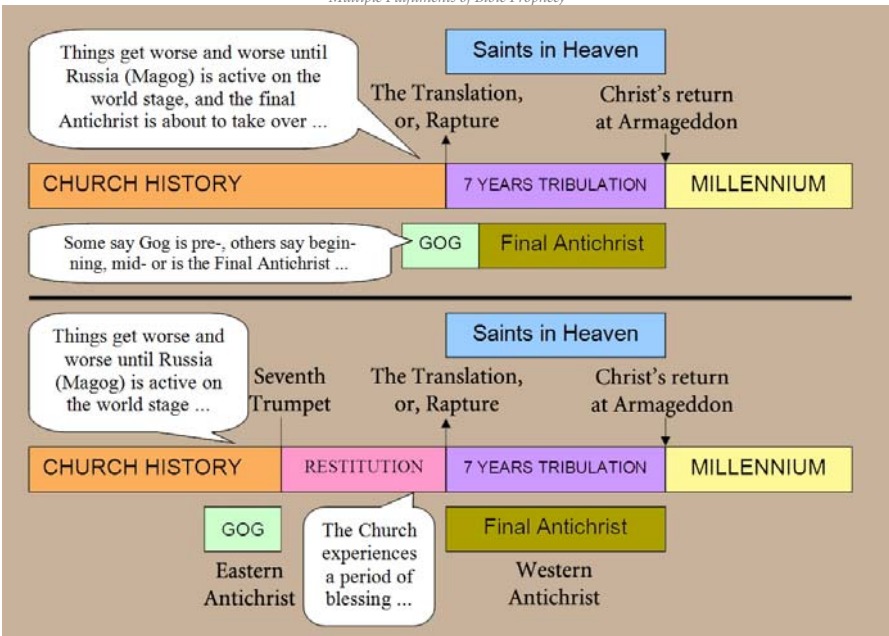 Multiple Fulfilments of Bible Prophecy
Things get worse and worse until
Russia (Magog) is active on the
world stage, and the final
Antichrist is about to take over ...
Saints in Heaven
The Translation,
or, Rapture
Christ's return
at Armageddon
CHURCH HISTORY
7 YEARS TRIBULATION
MILLENNIUM
Some say Gog is pre-, others say begin-
ning, mid- or is the Final Antichrist ...
GOG
Final Antichrist
Things get worse and
worse until Russia
(Magog) is active on
the world stage ...
Seventh
Trumpet
Saints in Heaven
The Translation,
or, Rapture
Christ's return
at Armageddon
CHURCH HISTORY
RESTITUTION
7 YEARS TRIBULATION
MILLENNIUM
GOG
Eastern
Antichrist
The Church
experiences
a period of
blessing ...
Final Antichrist
Western
Antichrist